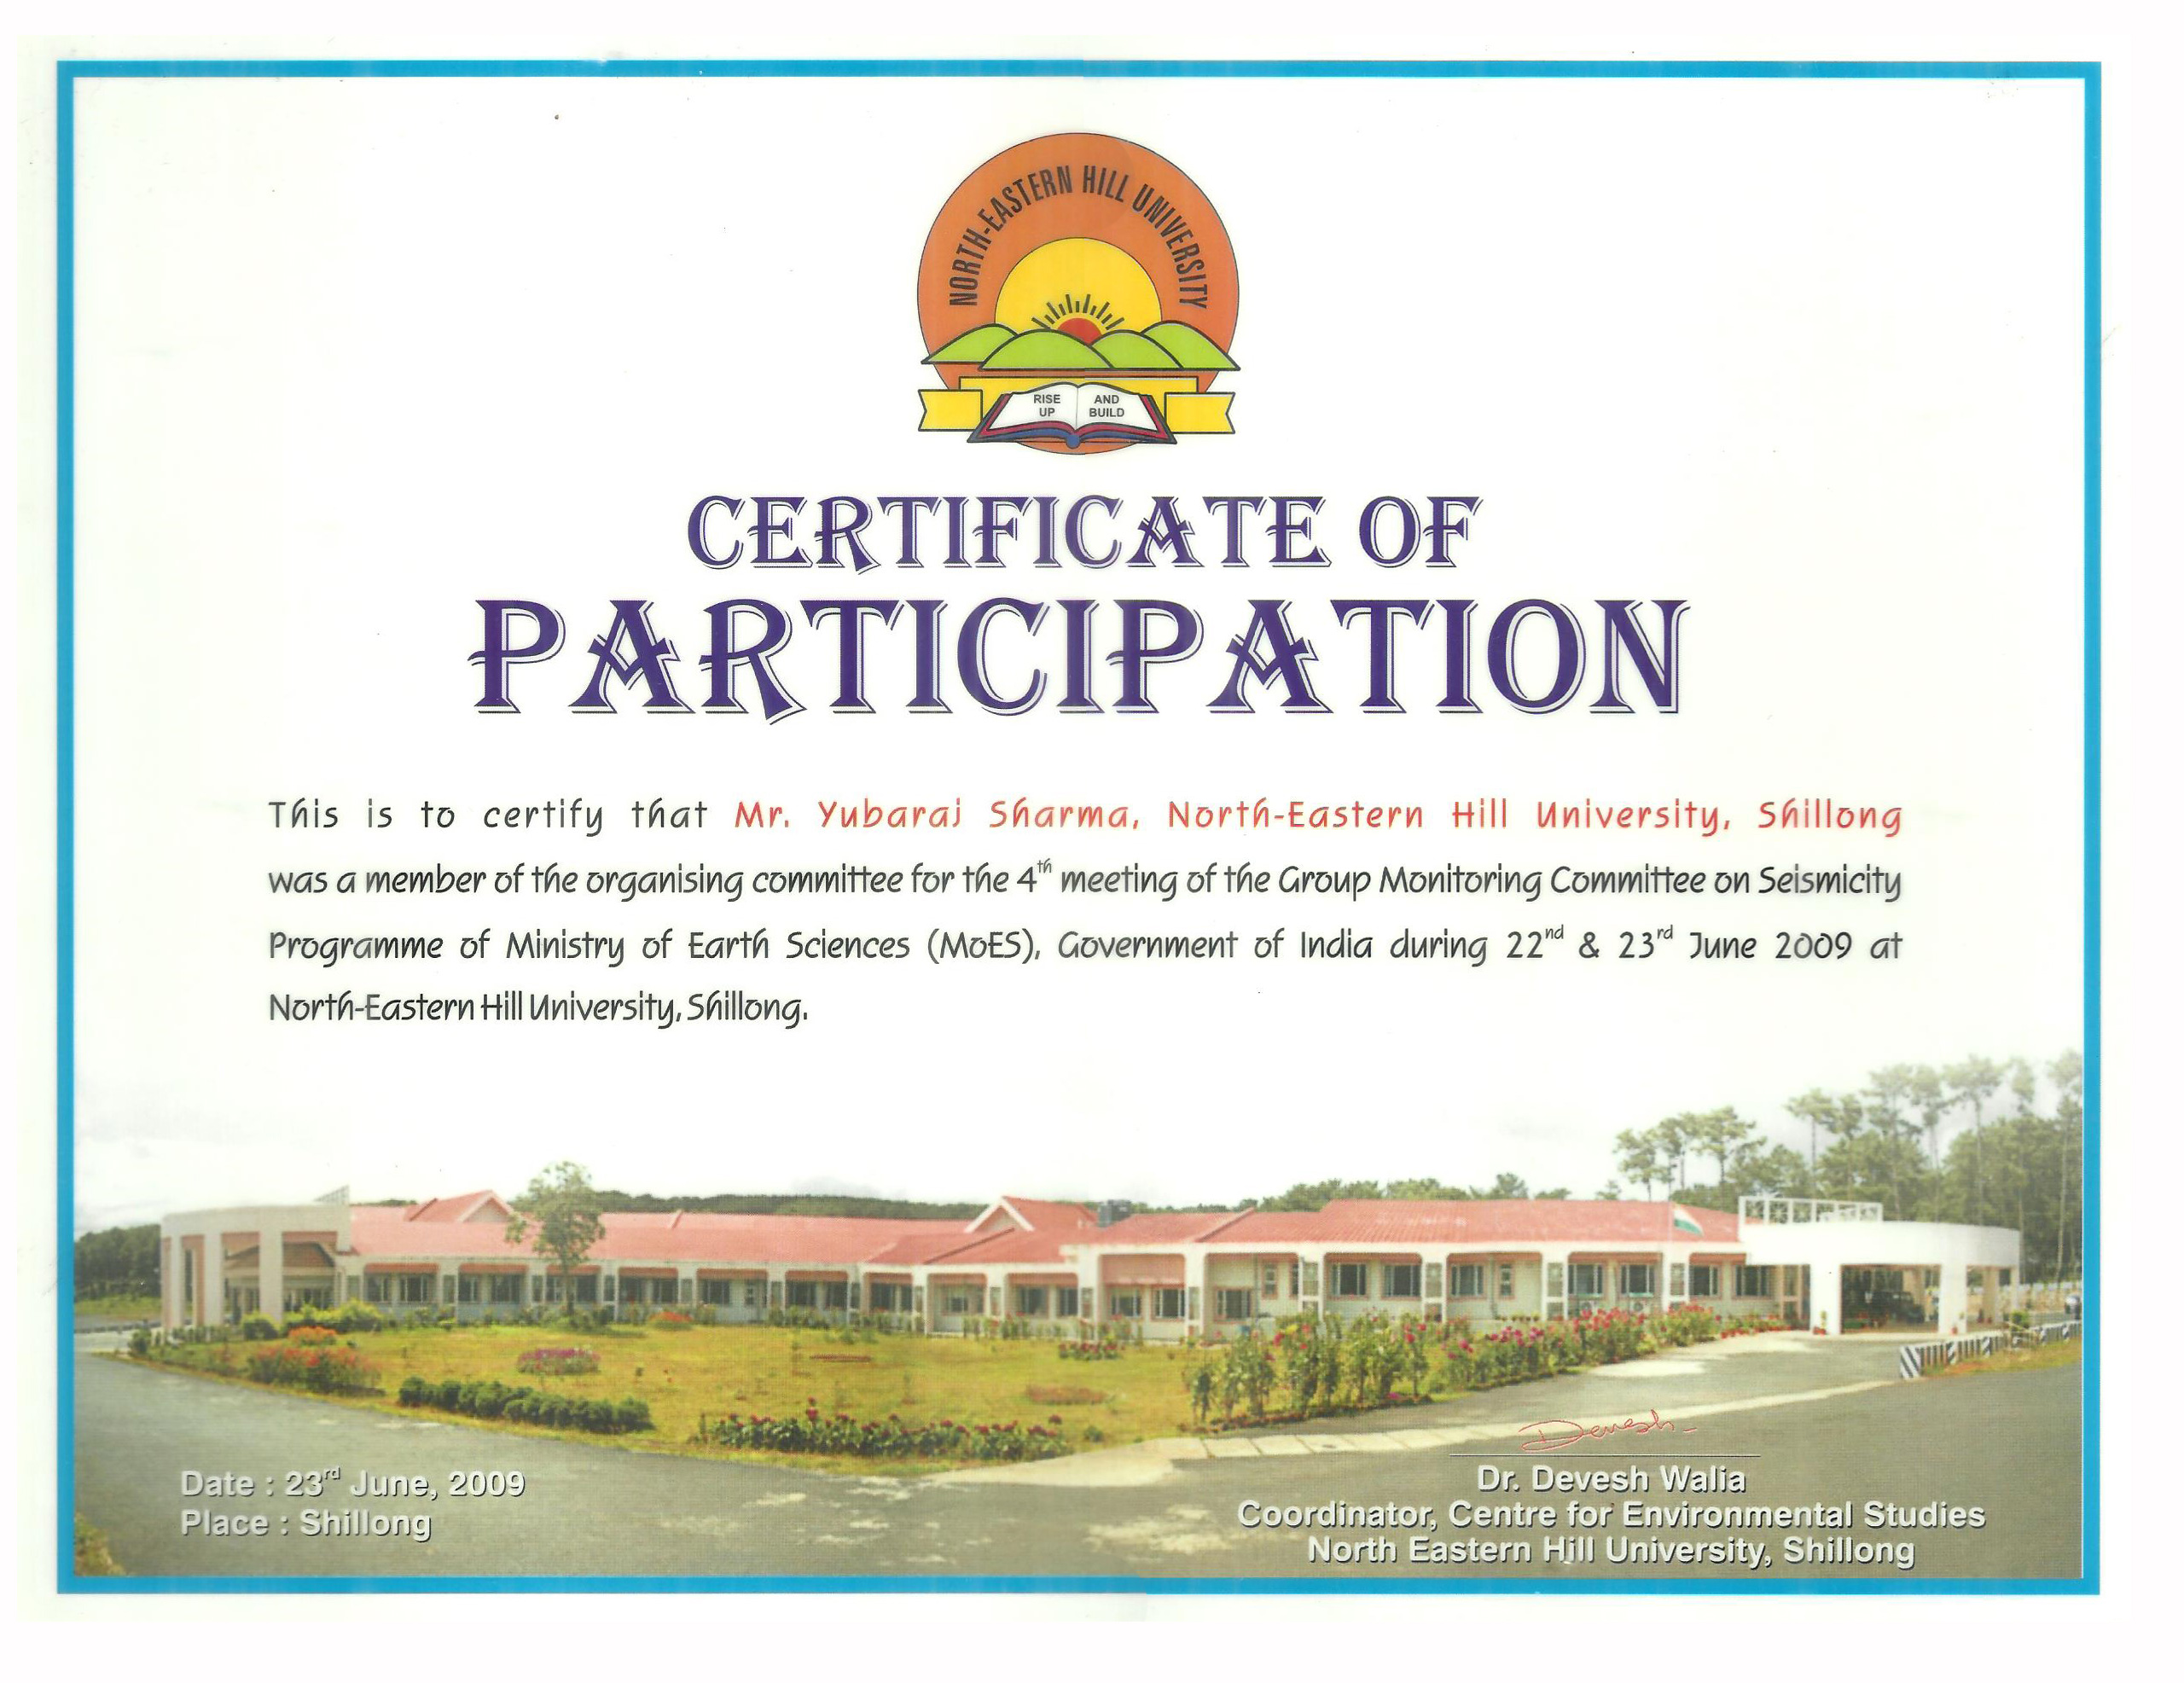 NORTH-EASTERN HILL UNIVERSITY
RISE UP AND BUILD
CERTIFICATE OF
PARTICIPATION
This is to certify that Mr. Yubaraj Sharma, North-Eastern Hill University, Shillong
was a member of the organising committee for the 4th meeting of the Group Monitoring Committee on Seismicity
Programme of Ministry of Earth Sciences (MoES), Government of India during 22nd & 23rd June 2009 at
North-Eastern Hill University, Shillong.
Devesh
Date : 23rd June, 2009
Place : Shillong
Dr. Devesh Walia
Coordinator, Centre for Environmental Studies
North Eastern Hill University, Shillong